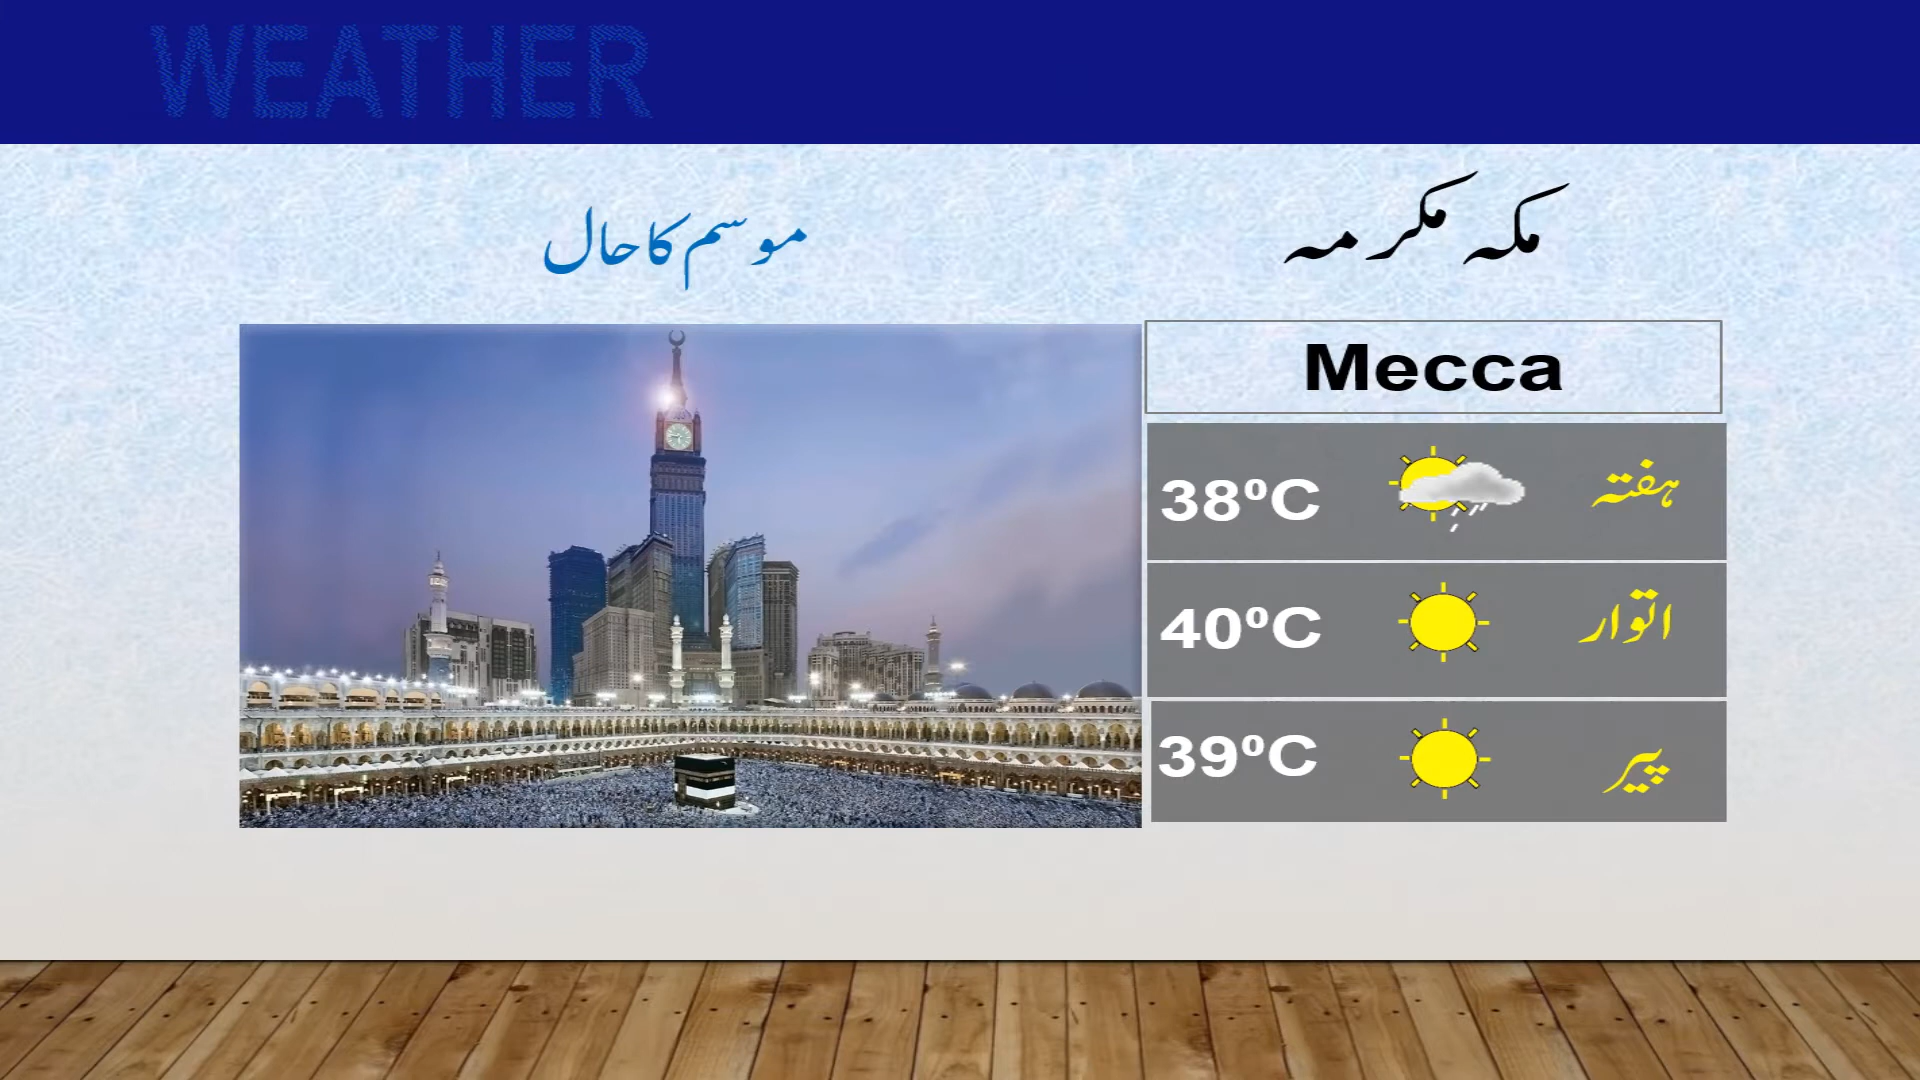 WEATHER
موسم کا حال
مکہ مکرمہ
Mecca
38ºC ہفتہ
40ºC اتوار
39ºC پیر